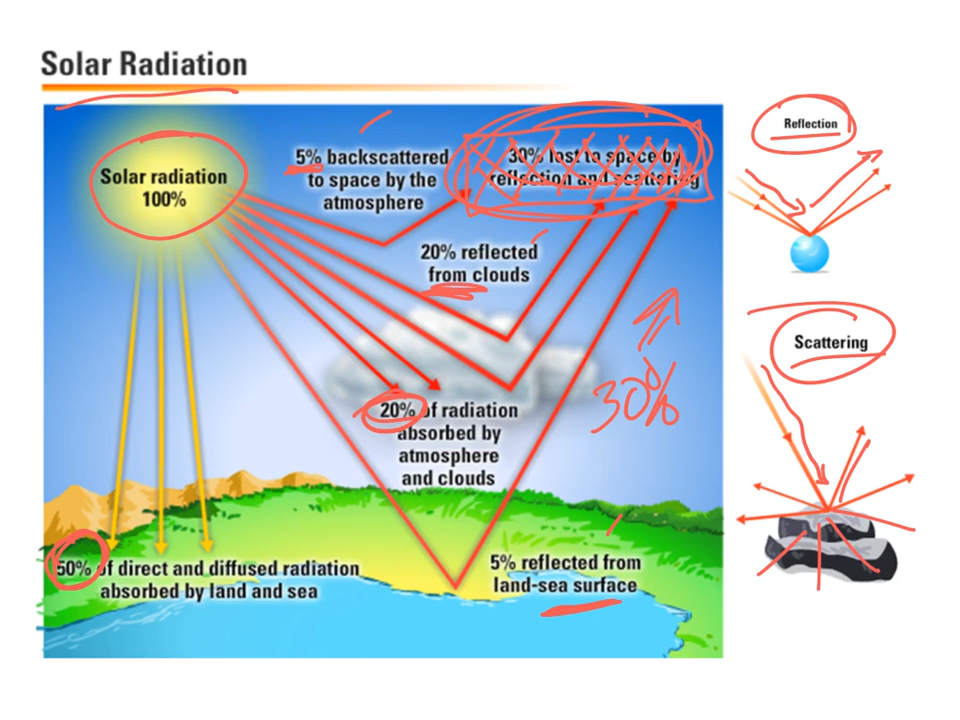 Solar Radiation
Solar radiation
100%
5% backscattered
to space by the
atmosphere
30% lost to space by
reflection and scattering
20% reflected
from clouds
30%
20% of radiation
absorbed by
atmosphere
and clouds
50% of direct and diffused radiation
absorbed by land and sea
5% reflected from
land-sea surface
Reflection
Scattering